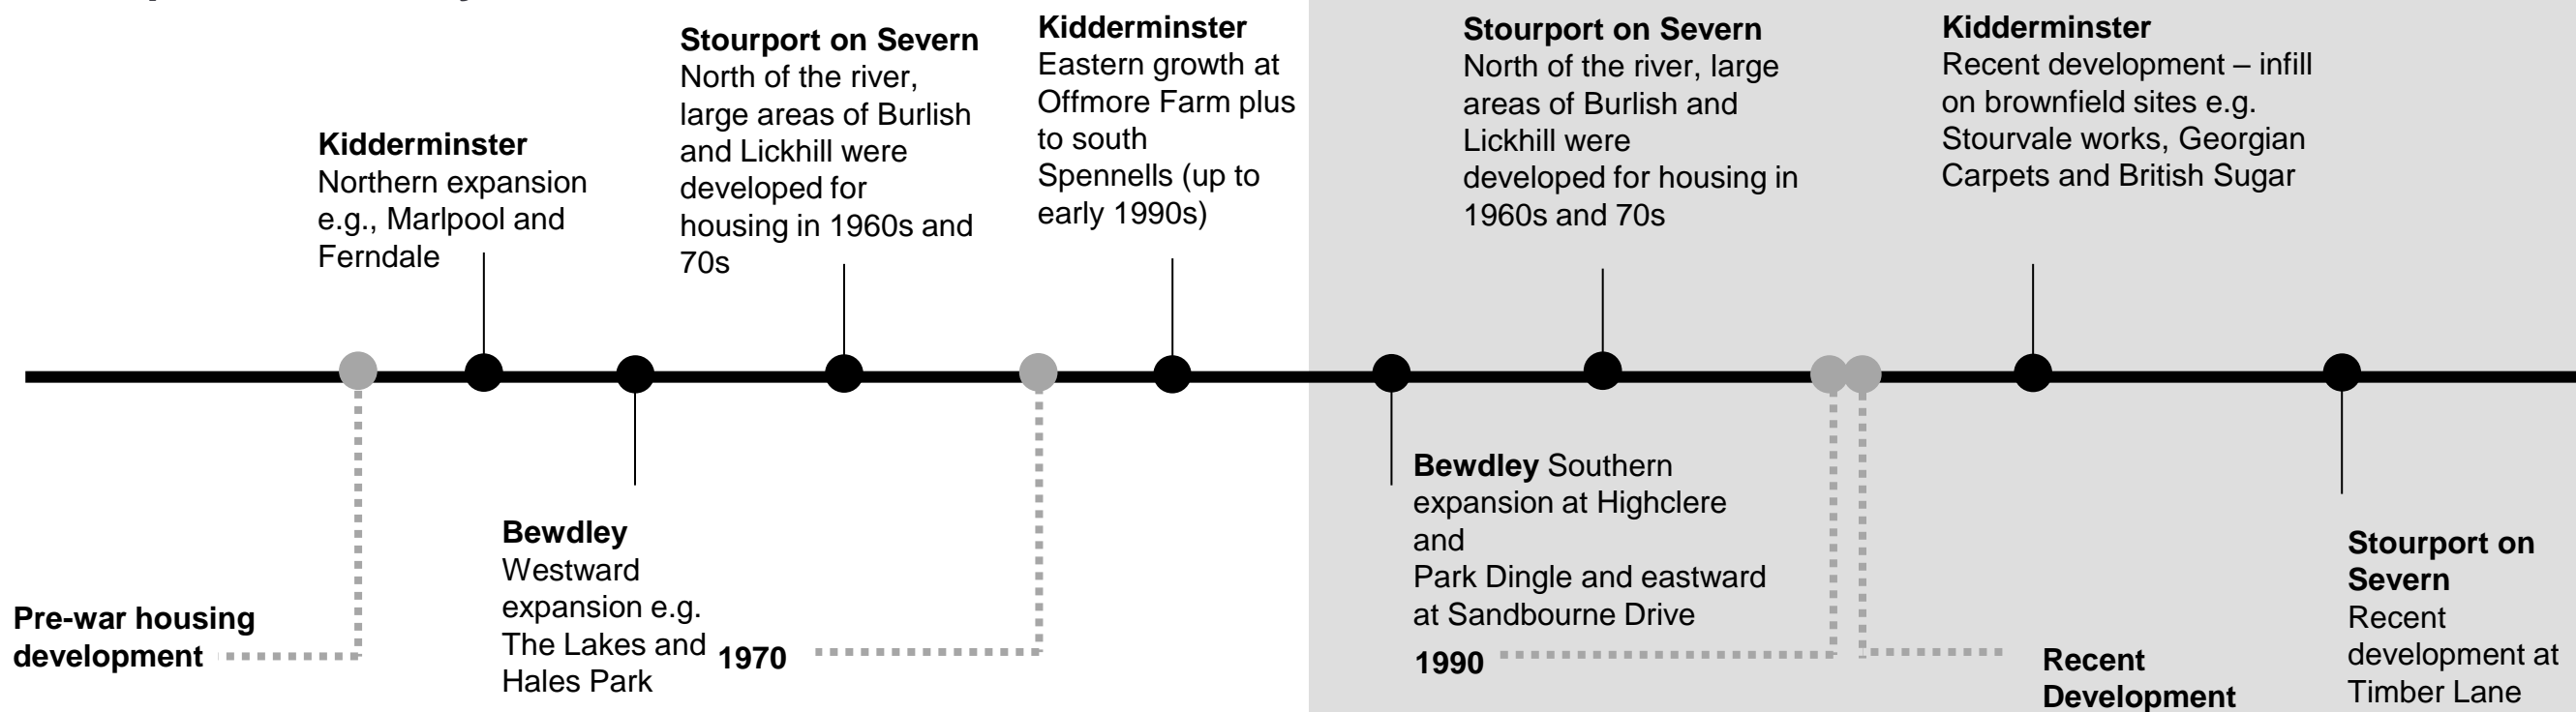 Kidderminster
Northern expansion
e.g., Marlpool and
Ferndale
Stourport on Severn
North of the river,
large areas of Burlish
and Lickhill were
developed for
housing in 1960s and
70s
Kidderminster
Eastern growth at
Offmore Farm plus
to south
Spennells (up to
early 1990s)
Stourport on Severn
North of the river, large
areas of Burlish and
Lickhill were
developed for housing in
1960s and 70s
Kidderminster
Recent development – infill
on brownfield sites e.g.
Stourvale works, Georgian
Carpets and British Sugar
Pre-war housing
development
Bewdley
Westward
expansion e.g.
The Lakes and
Hales Park
1970
Bewdley Southern
expansion at Highclere
and
Park Dingle and eastward
at Sandbourne Drive
1990
Recent
Development
Stourport on
Severn
Recent
development at
Timber Lane